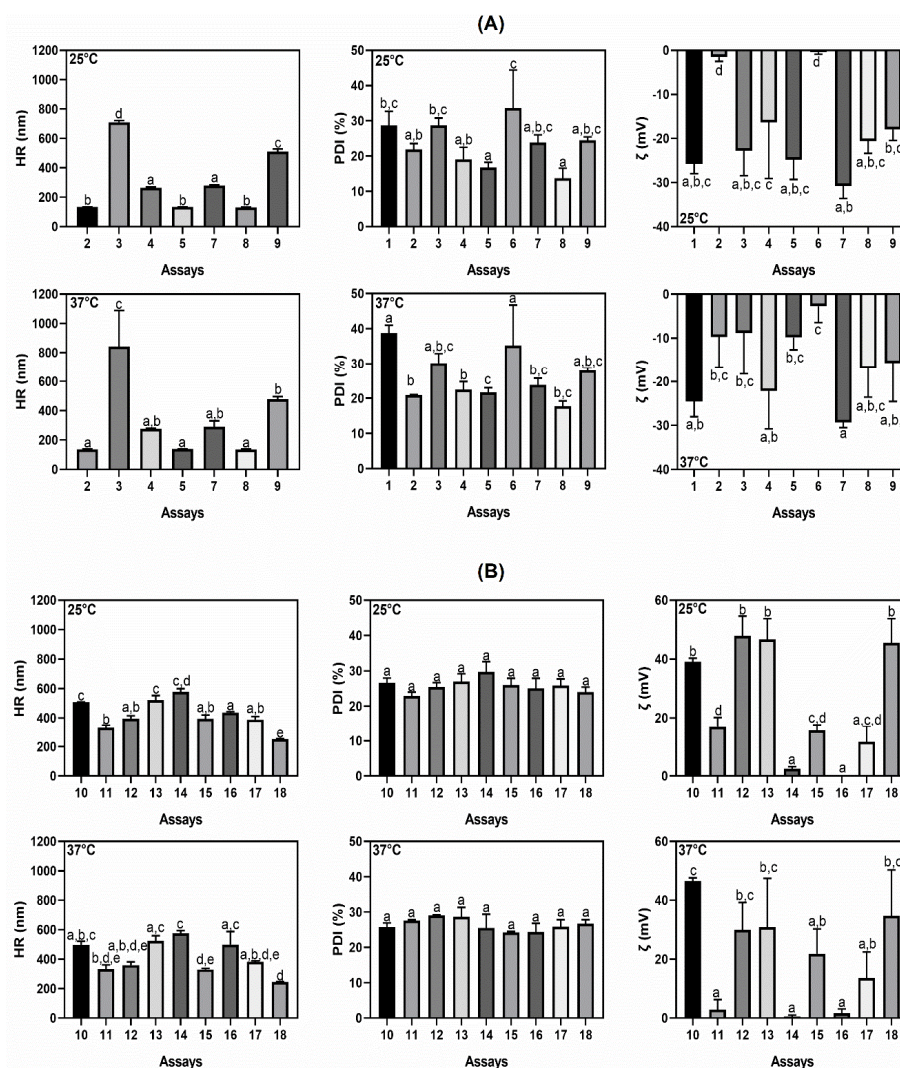 (A)
25°C
HR (nm)
1200
1000
800
600
400
200
0
b
d
a
b
a
b
c
2 3 4 5 7 8 9
Assays
25°C
PDI (%)
50
40
30
20
10
0
b,c
a,b
b,c
a,b
a
c
a,b,c
a
a,b,c
1 2 3 4 5 6 7 8 9
Assays
ζ (mV)
0
-10
-20
-30
-40
a,b,c
d
a,b,c
c
a,b,c
d
a,b
a,b,c
b,c
25°C
1 2 3 4 5 6 7 8 9
Assays
37°C
HR (nm)
1200
1000
800
600
400
200
0
a
c
a,b
a
a,b
a
b
2 3 4 5 7 8 9
Assays
37°C
PDI (%)
50
40
30
20
10
0
a
b
a,b,c
b
c
a
b,c
b,c
a,b,c
1 2 3 4 5 6 7 8 9
Assays
ζ (mV)
0
-10
-20
-30
-40
a,b
b,c
b,c
a,b
b,c
c
a
a,b,c
a,b,
37°C
1 2 3 4 5 6 7 8 9
Assays
(B)
25°C
HR (nm)
1200
1000
800
600
400
200
0
c
b
a,b
c
c,d
a,b
a
a,b
e
10 11 12 13 14 15 16 17 18
Assays
25°C
PDI (%)
50
40
30
20
10
0
a
a
a
a
a
a
a
a
a
10 11 12 13 14 15 16 17 18
Assays
25°C
ζ (mV)
60
40
20
0
b
d
b
b
a
c,d
a
a,c,d
b
10 11 12 13 14 15 16 17 18
Assays
37°C
HR (nm)
1200
1000
800
600
400
200
0
a,b,c
b,d,e
a,b,d,e
a,c
c
d,e
a,c
a,b,d,e
d
10 11 12 13 14 15 16 17 18
Assays
37°C
PDI (%)
50
40
30
20
10
0
a
a
a
a
a
a
a
a
a
10 11 12 13 14 15 16 17 18
Assays
37°C
ζ (mV)
60
40
20
0
c
a
b,c
b,c
a
a,b
a
a,b
b,c
10 11 12 13 14 15 16 17 18
Assays